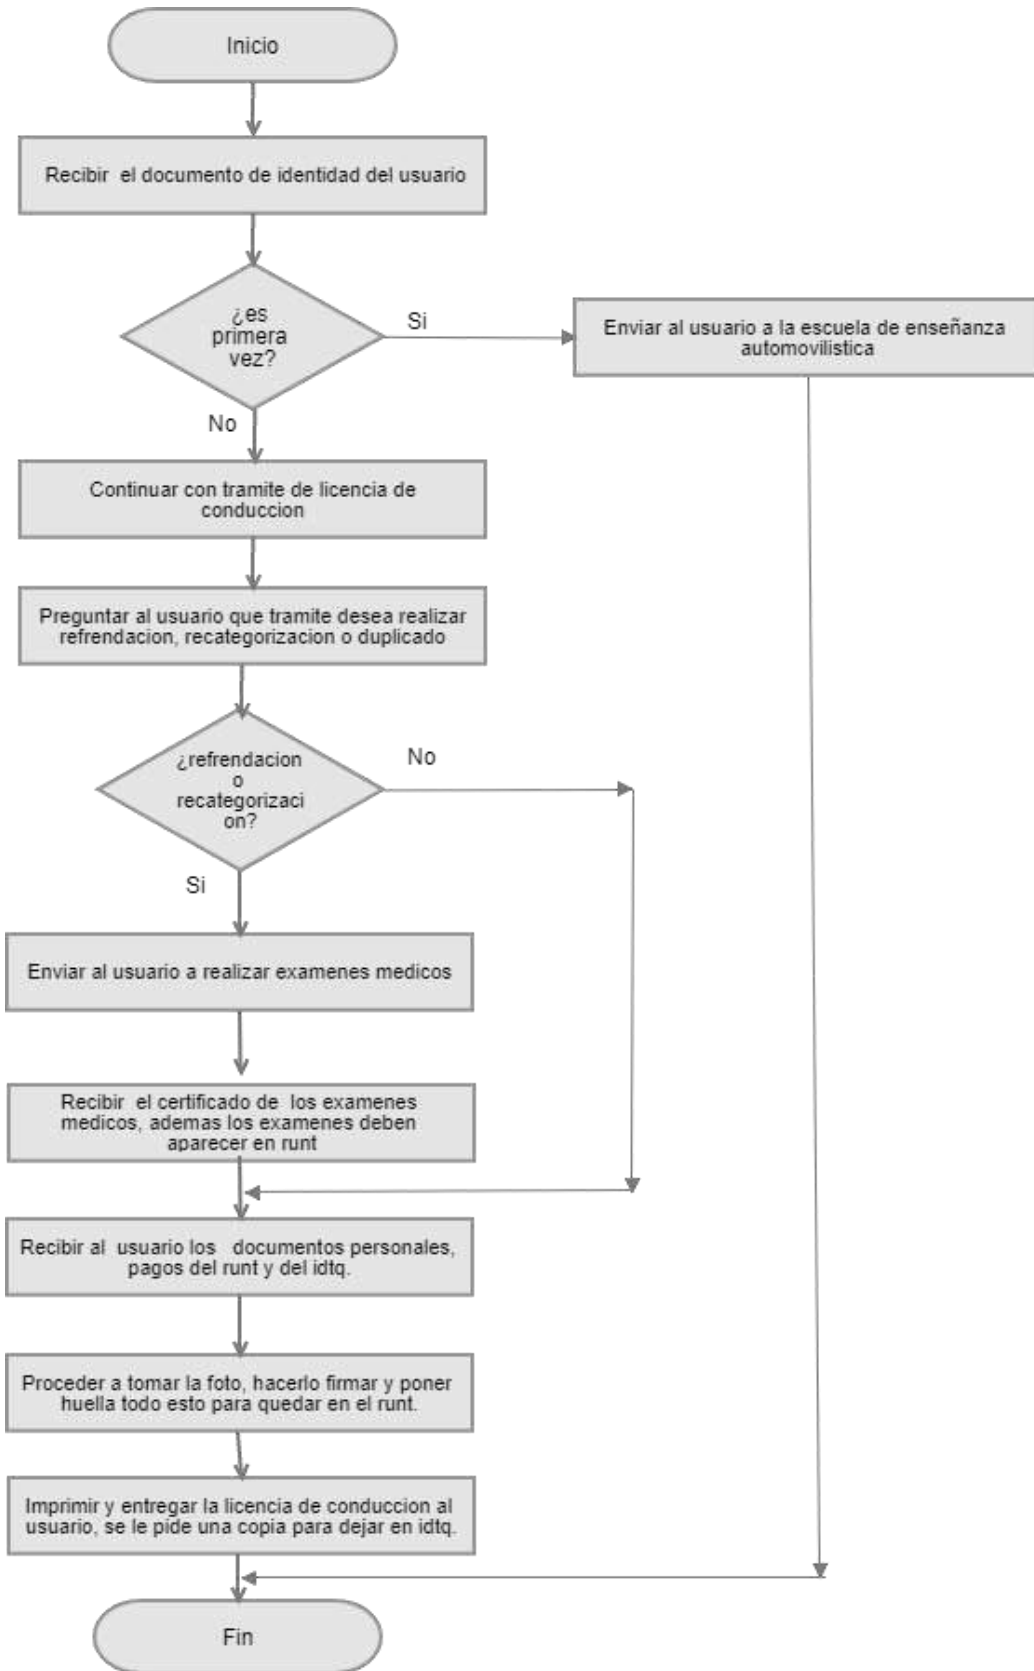 Inicio
Recibir el documento de identidad del usuario
¿es
primera
vez?
Si
Enviar al usuario a la escuela de enseñanza
automovilistica
No
Continuar con tramite de licencia de
conduccion
Preguntar al usuario que tramite desea realizar
refrendacion, recategorizacion o duplicado
¿refrendacion
o
recategorizaci
on?
No
Si
Enviar al usuario a realizar examenes medicos
Recibir el certificado de los examenes
medicos, ademas los examenes deben
aparecer en runt
Recibir al usuario los documentos personales,
pagos del runt y del idtq.
Proceder a tomar la foto, hacerlo firmar y poner
huella todo esto para quedar en el runt.
Imprimir y entregar la licencia de conduccion al
usuario, se le pide una copia para dejar en idtq.
Fin